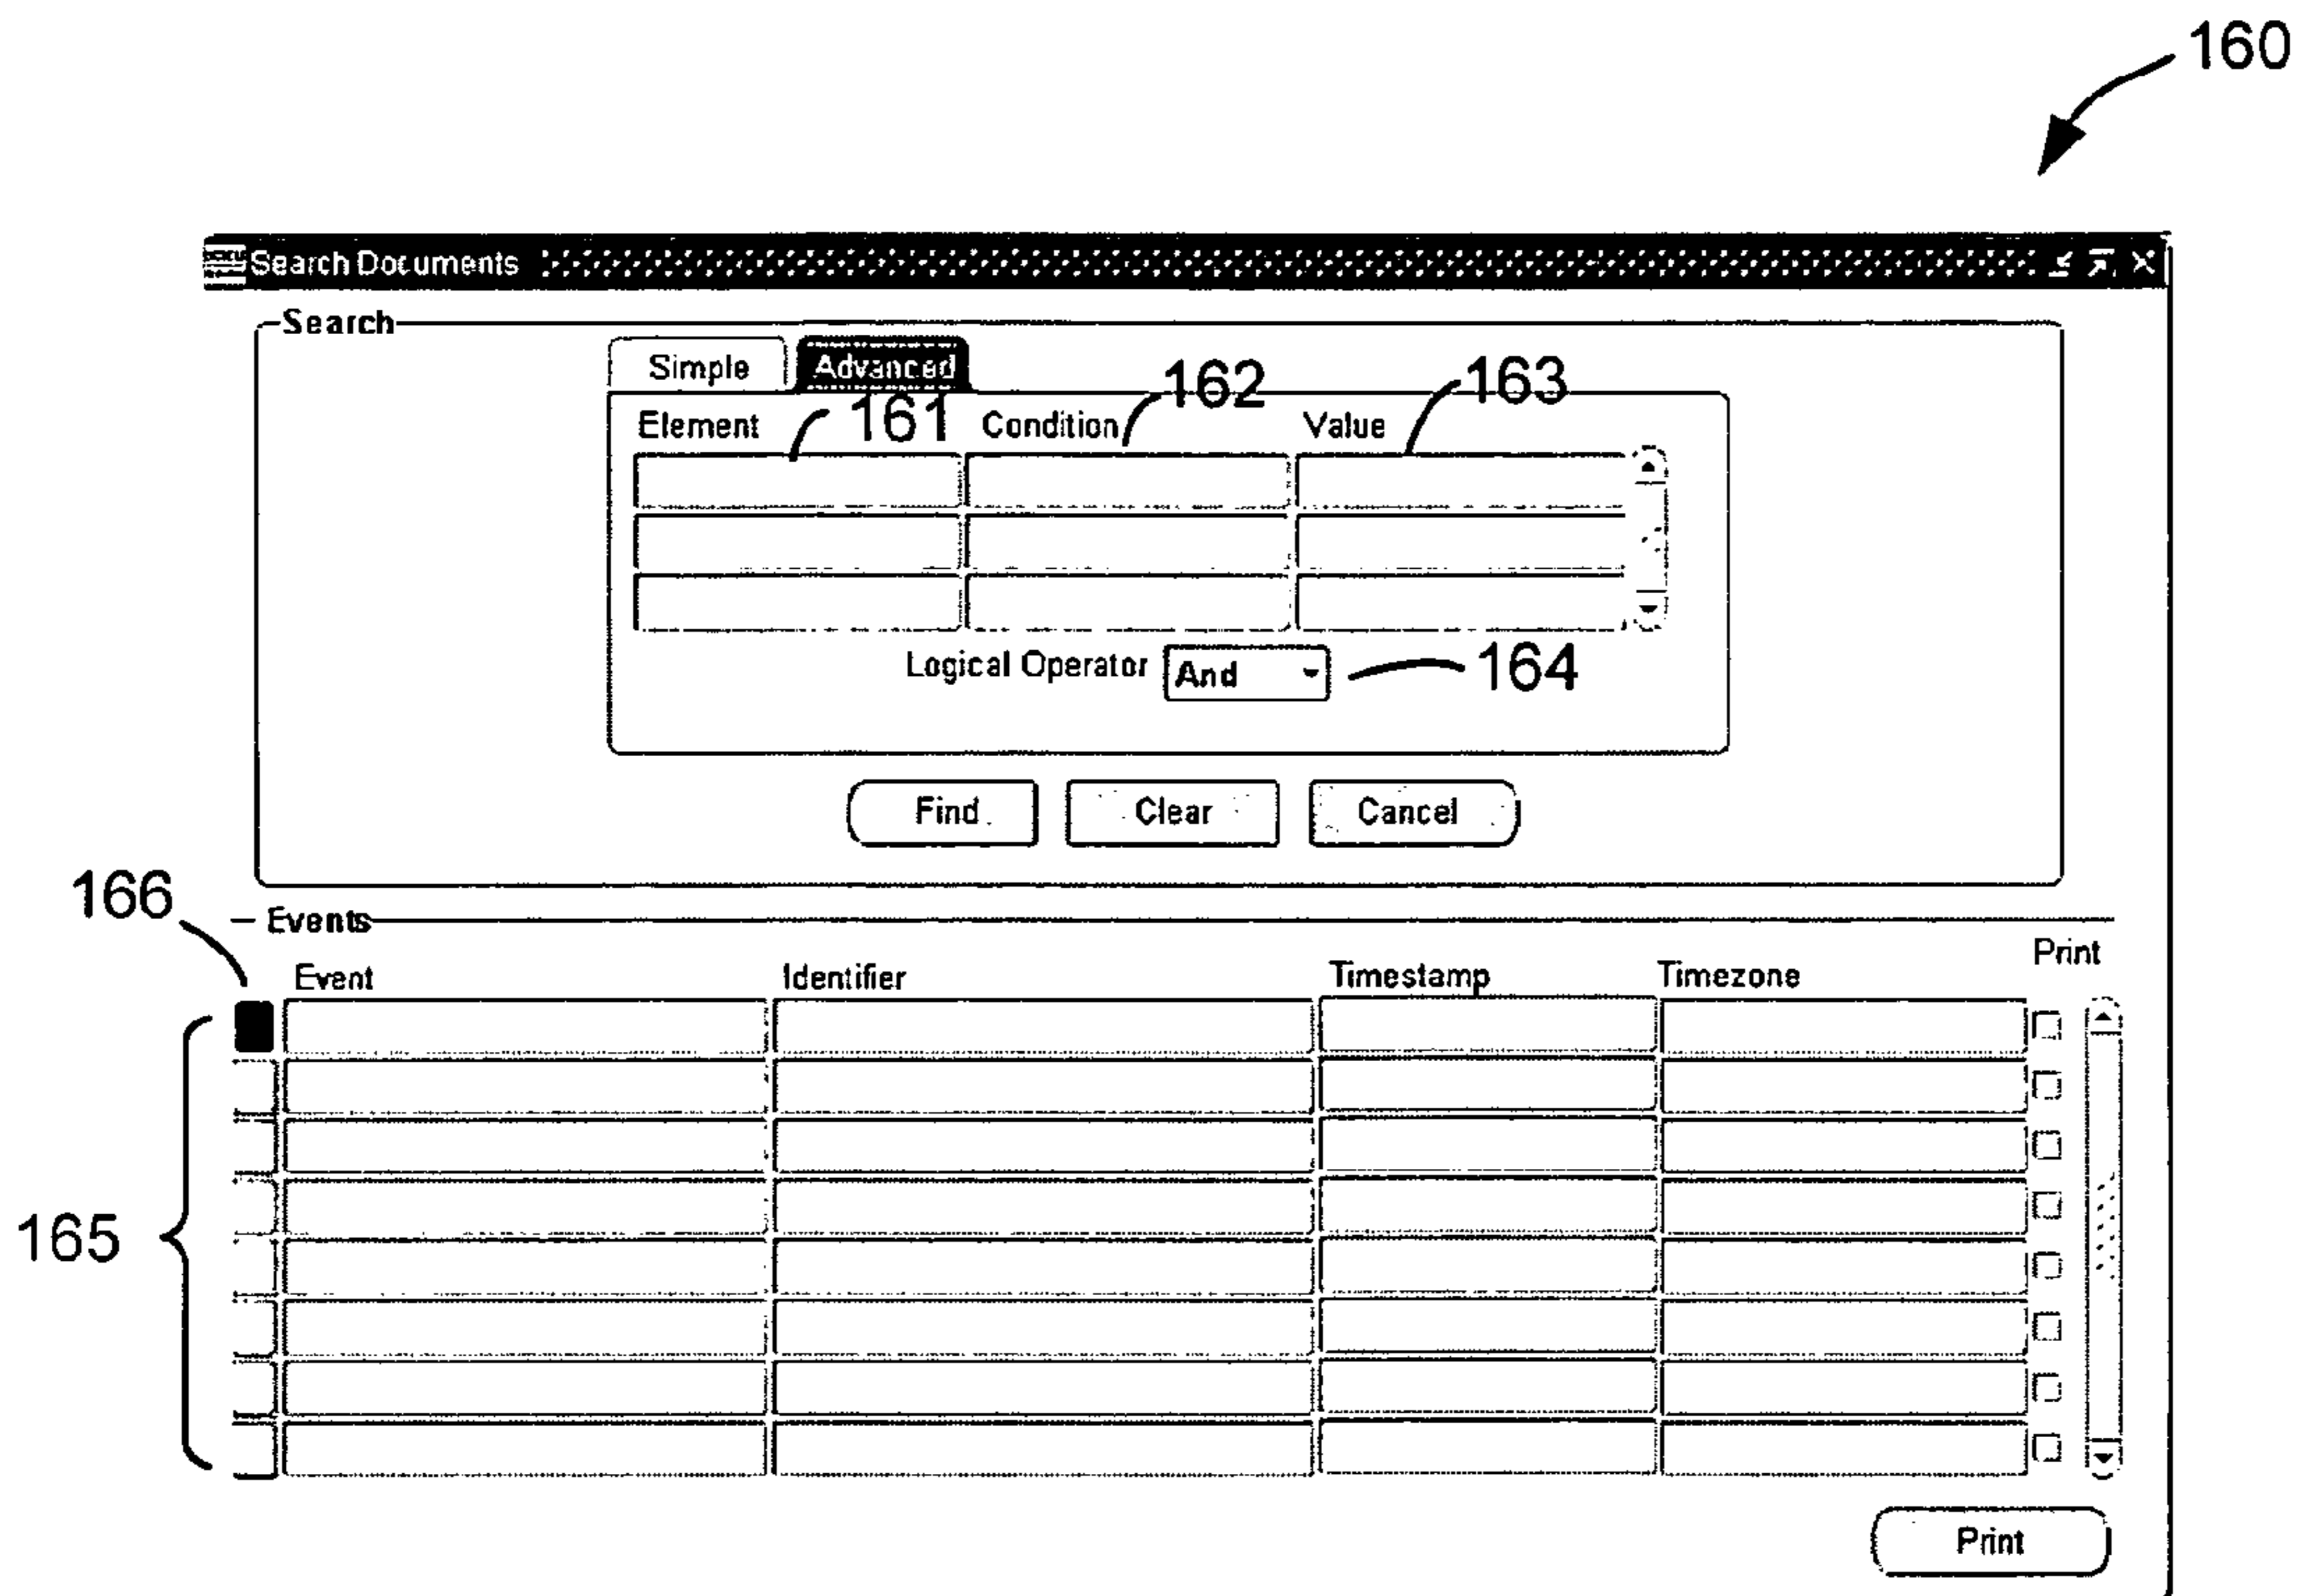 160
Search Documents
Search
Simple Advanced
Element 161 Condition 162 Value 163
Logical Operator And 164
Find Clear Cancel
166
Events
Print
Event Identifier Timestamp Timezone
165
Print